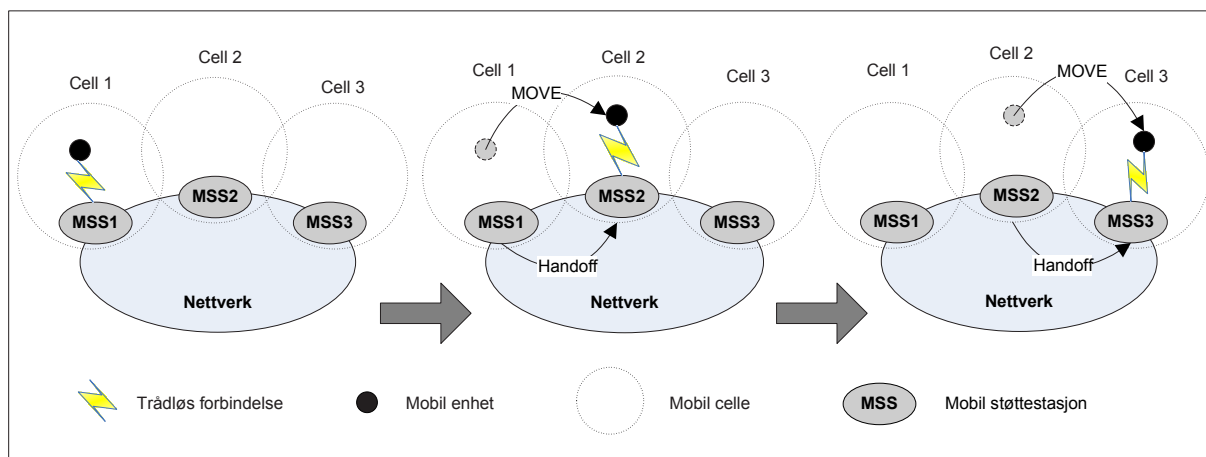 Cell 1
Cell 2
Cell 3
MSS1
MSS2
MSS3
Nettverk
Cell 1
Cell 2
Cell 3
MOVE
MSS1
MSS2
MSS3
Handoff
Nettverk
Cell 1
Cell 2
Cell 3
MOVE
MSS1
MSS2
MSS3
Handoff
Nettverk
Trådløs forbindelse
Mobil enhet
Mobil celle
MSS
Mobil støttestasjon